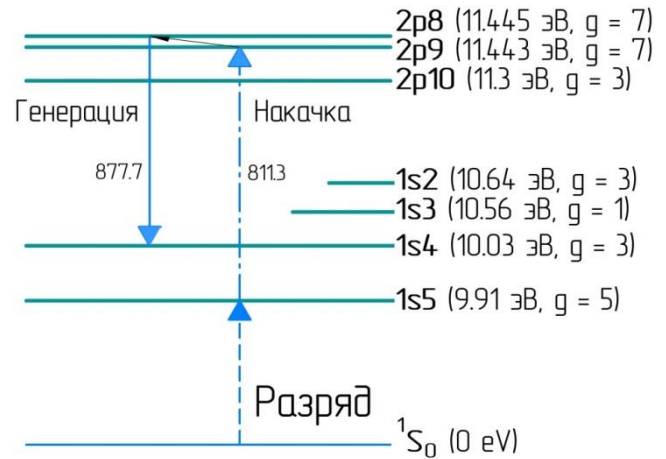 2p8 (11.445 эВ, g = 7)
2p9 (11.443 эВ, g = 7)
2p10 (11.3 эВ, g = 3)
Генерация
Накачка
877.7
811.3
1s2 (10.64 эВ, g = 3)
1s3 (10.56 эВ, g = 1)
1s4 (10.03 эВ, g = 3)
1s5 (9.91 эВ, g = 5)
Разряд
¹S₀ (0 eV)